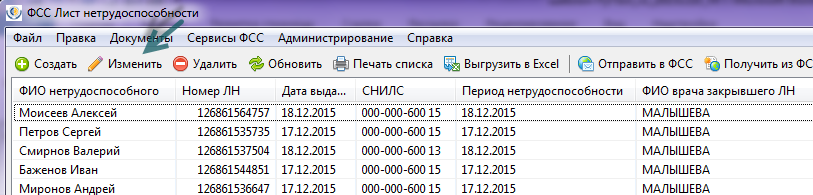 ФСС Лист нетрудоспособности
Файл Правка Документы Сервисы ФСС Администрирование Справка
Создать Изменить Удалить Обновить Печать списка Выгрузить в Excel Отправить в ФСС Получить из ФС
ФИО нетрудоспособного Номер ЛН Дата выда... СНИЛС Период нетрудоспособности ФИО врача закрывшего ЛН
Моисеев Алексей 126861564757 18.12.2015 000-000-600 15 18.12.2015 МАЛЫШЕВА
Петров Сергей 126861535735 17.12.2015 000-000-600 15 17.12.2015 МАЛЫШЕВА
Смирнов Валерий 126861537504 18.12.2015 000-000-600 13 18.12.2015 МАЛЫШЕВА
Баженов Иван 126861544851 17.12.2015 000-000-600 15 17.12.2015 МАЛЫШЕВА
Миронов Андрей 126861536647 17.12.2015 000-000-600 15 17.12.2015 МАЛЫШЕВА